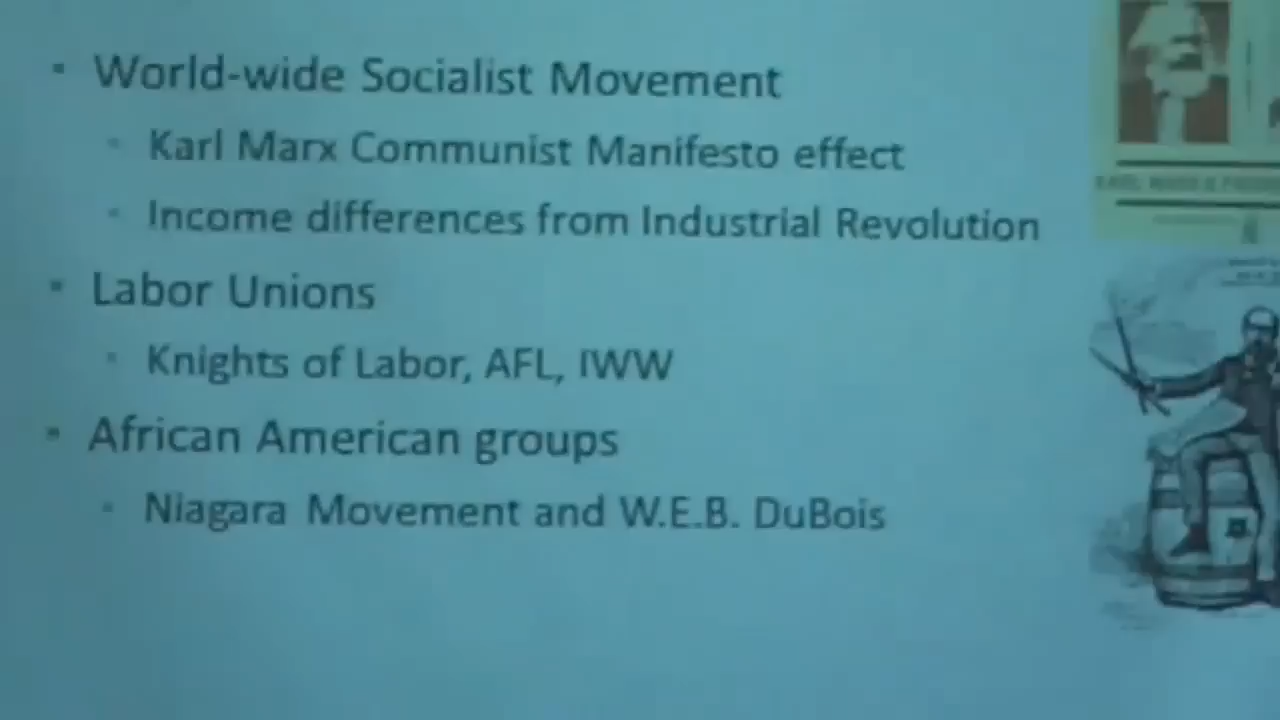 World-wide Socialist Movement
Karl Marx Communist Manifesto effect
Income differences from Industrial Revolution
Labor Unions
Knights of Labor, AFL, IWW
African American groups
Niagara Movement and W.E.B. DuBois